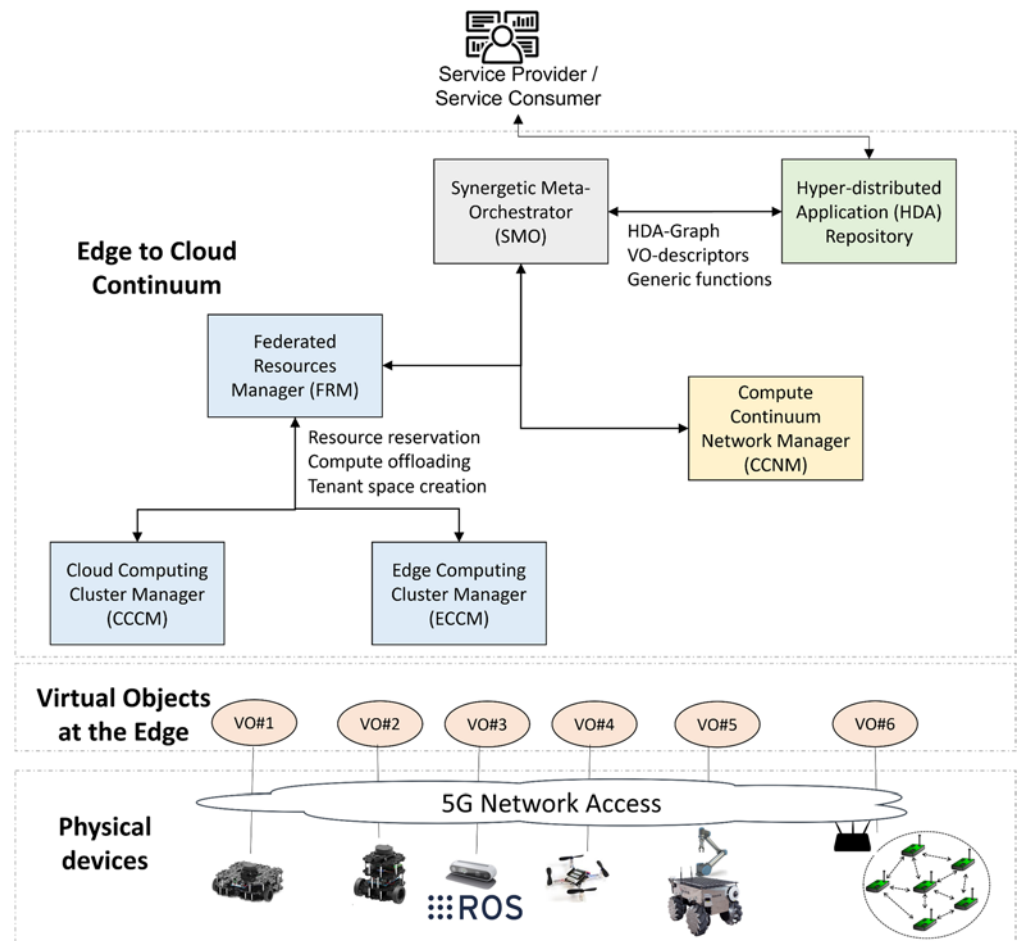 Service Provider /
Service Consumer
Synergetic Meta-
Orchestrator
(SMO)
Hyper-distributed
Application (HDA)
Repository
HDA-Graph
VO-descriptors
Generic functions
Edge to Cloud
Continuum
Federated
Resources
Manager (FRM)
Compute
Continuum
Network Manager
(CCNM)
Resource reservation
Compute offloading
Tenant space creation
Cloud Computing
Cluster Manager
(CCCM)
Edge Computing
Cluster Manager
(ECCM)
Virtual Objects
at the Edge
VO#1
VO#2
VO#3
VO#4
VO#5
VO#6
5G Network Access
Physical
devices
ROS